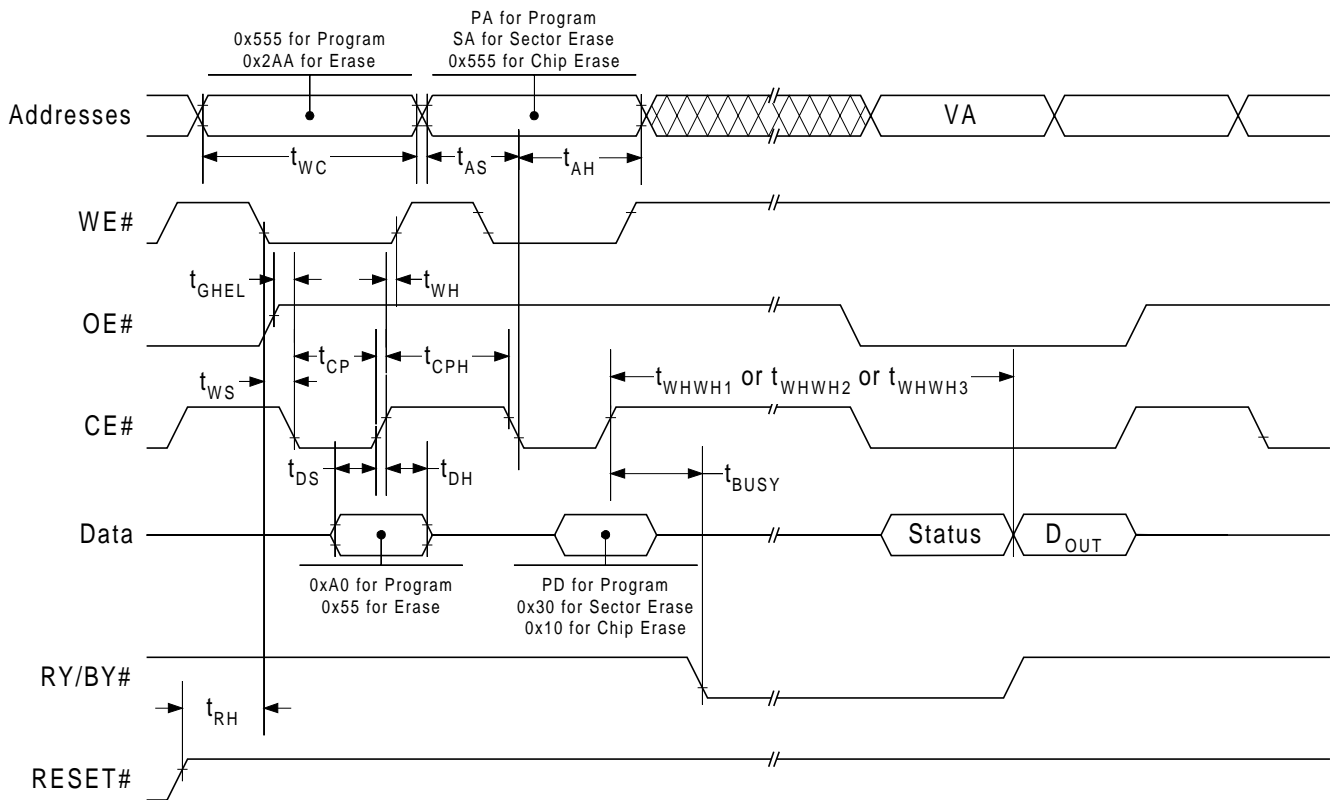 0x555 for Program
0x2AA for Erase
PA for Program
SA for Sector Erase
0x555 for Chip Erase
Addresses
VA
tWC
tAS
tAH
WE#
tGHEL
tWH
OE#
tCP
tCPH
tWS
tWHWH1 or tWHWH2 or tWHWH3
CE#
tDS
tDH
tBUSY
Data
Status
DOUT
0xA0 for Program
0x55 for Erase
PD for Program
0x30 for Sector Erase
0x10 for Chip Erase
RY/BY#
tRH
RESET#